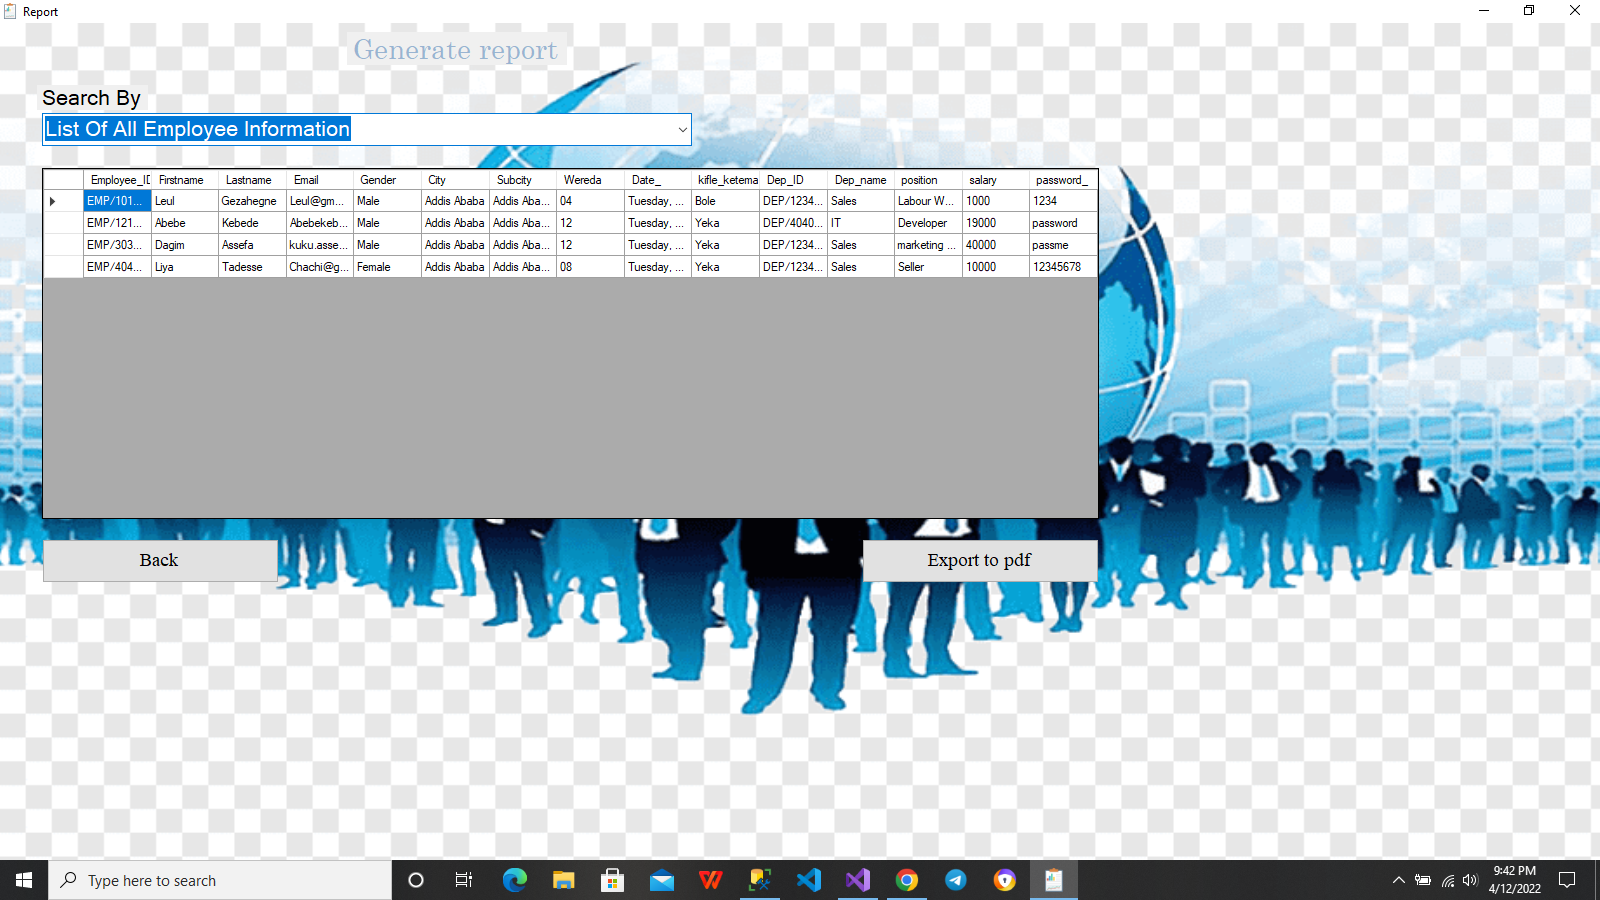 Report
Generate report
Search By
List Of All Employee Information
Employee_ID Firstname Lastname Email Gender City Subcity Wereda Date_ kifle_ketema Dep_ID Dep_name position salary password_
EMP/101... Leul Gezahegne Leul@gm... Male Addis Ababa Addis Aba... 04 Tuesday, ... Bole DEP/1234... Sales Labour W... 1000 1234
EMP/121... Abebe Kebede Abebekeb... Male Addis Ababa Addis Aba... 12 Tuesday, ... Yeka DEP/4040... IT Developer 19000 password
EMP/303... Dagim Assefa kuku.asse... Male Addis Ababa Addis Aba... 12 Tuesday, ... Yeka DEP/1234... Sales marketing ... 40000 passme
EMP/404... Liya Tadesse Chachi@g... Female Addis Ababa Addis Aba... 08 Tuesday, ... Yeka DEP/1234... Sales Seller 10000 12345678
Back Export to pdf
Type here to search
9:42 PM
4/12/2022